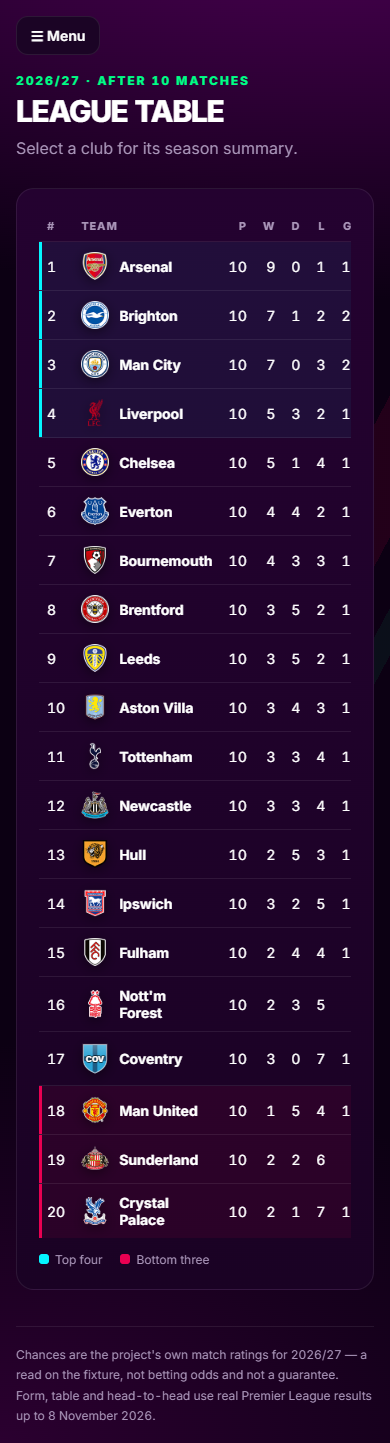 ☰ Menu
2026/27 · AFTER 10 MATCHES
LEAGUE TABLE
Select a club for its season summary.
# TEAM P W D L G
1 Arsenal 10 9 0 1 1
2 Brighton 10 7 1 2 2
3 Man City 10 7 0 3 2
4 Liverpool 10 5 3 2 1
5 Chelsea 10 5 1 4 1
6 Everton 10 4 4 2 1
7 Bournemouth 10 4 3 3 1
8 Brentford 10 3 5 2 1
9 Leeds 10 3 5 2 1
10 Aston Villa 10 3 4 3 1
11 Tottenham 10 3 3 4 1
12 Newcastle 10 3 3 4 1
13 Hull 10 2 5 3 1
14 Ipswich 10 3 2 5 1
15 Fulham 10 2 4 4 1
16 Nott'm
Forest 10 2 3 5
17 Coventry 10 3 0 7 1
18 Man United 10 1 5 4 1
19 Sunderland 10 2 2 6
20 Crystal
Palace 10 2 1 7 1
Top four Bottom three
Chances are the project's own match ratings for 2026/27 — a
read on the fixture, not betting odds and not a guarantee.
Form, table and head-to-head use real Premier League results
up to 8 November 2026.